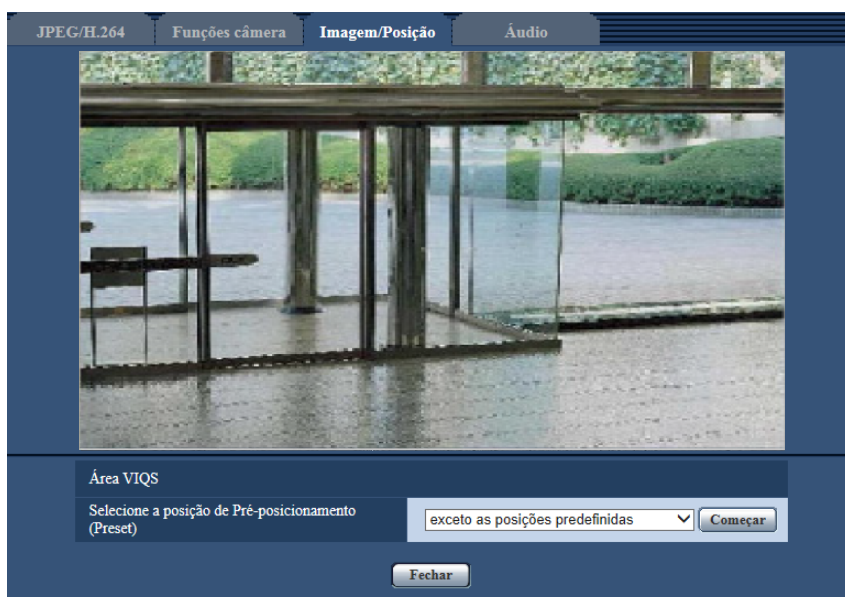 JPEG/H.264 Funções câmera Imagem/Posição Áudio
Área VIQS
Selecione a posição de Pré-posicionamento
(Preset)
exceto as posições predefinidas Começar
Fechar